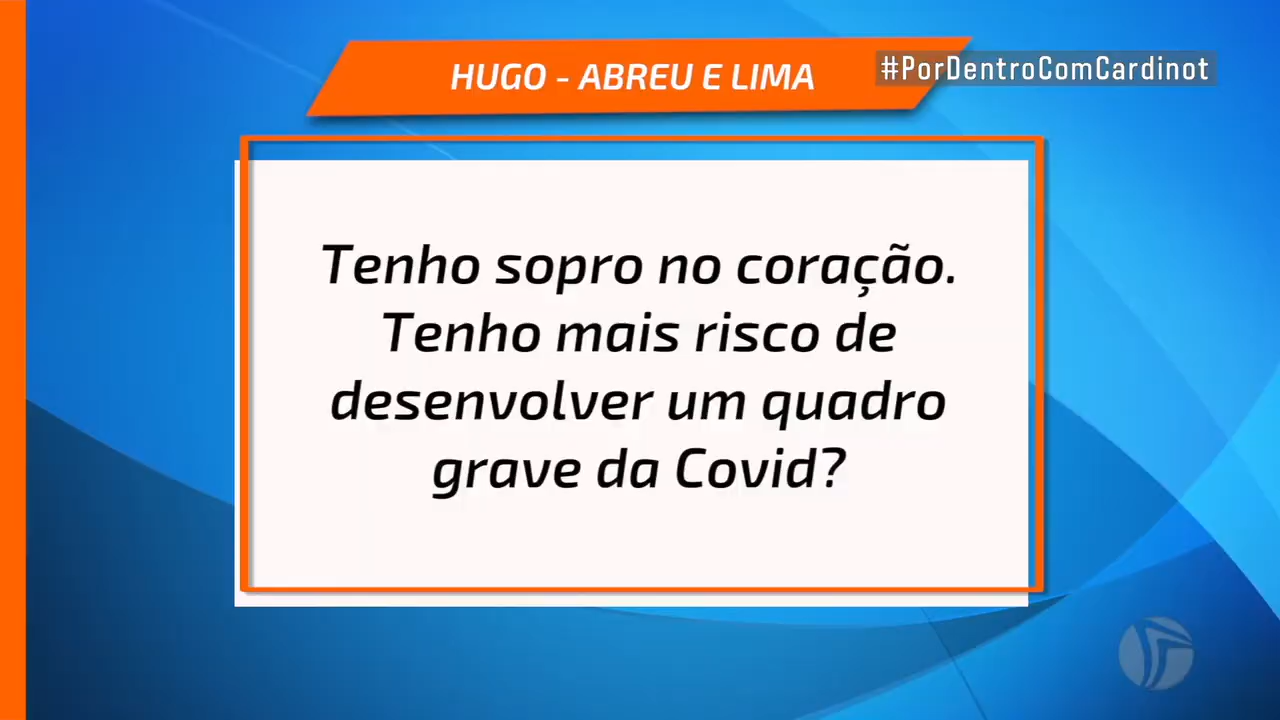 HUGO - ABREU E LIMA
#PorDentroComCardinot
Tenho sopro no coração.
Tenho mais risco de
desenvolver um quadro
grave da Covid?